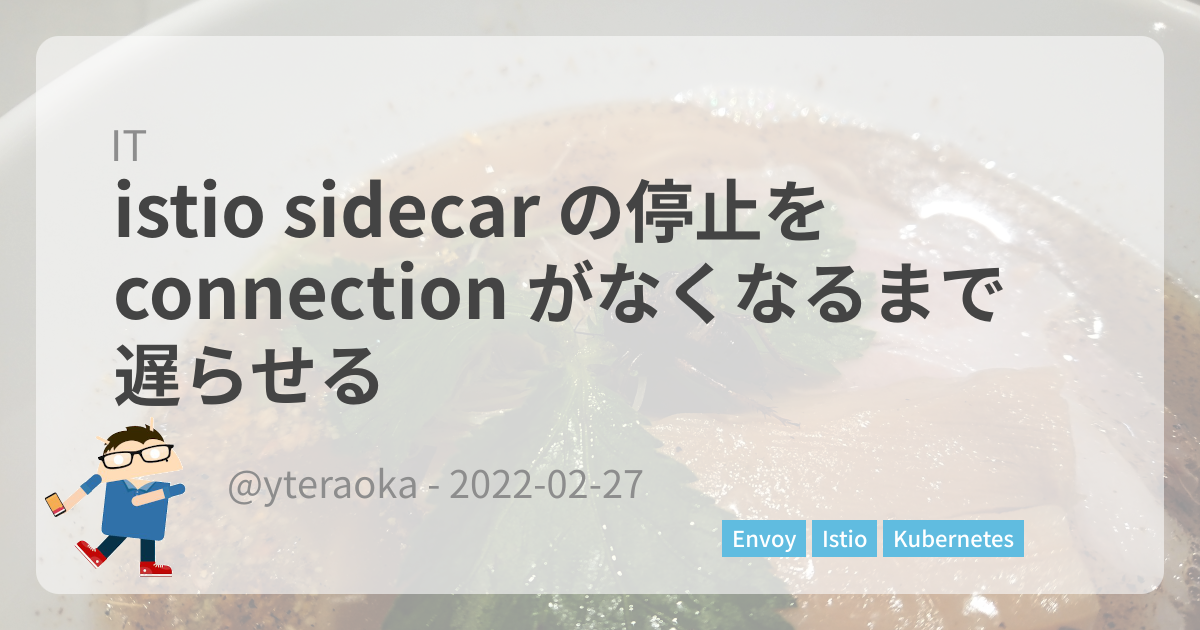 IT
istio sidecar の停止を
connection がなくなるまで
遅らせる
@yteraoka - 2022-02-27
Envoy Istio Kubernetes